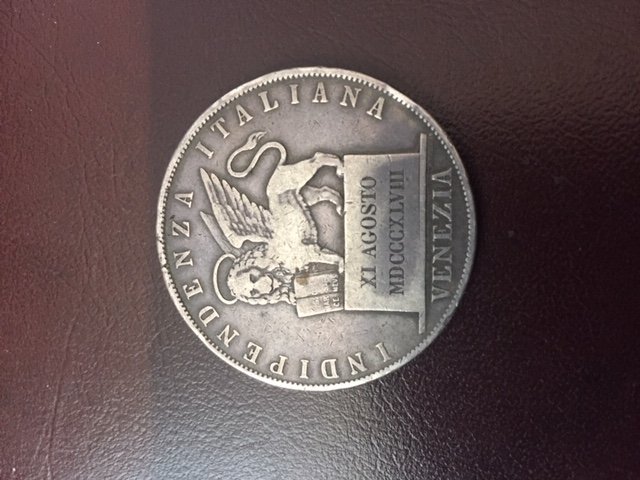 INDIPENDENZA ITALIANA
XI AGOSTO
MDCCCXLVIII
VENEZIA